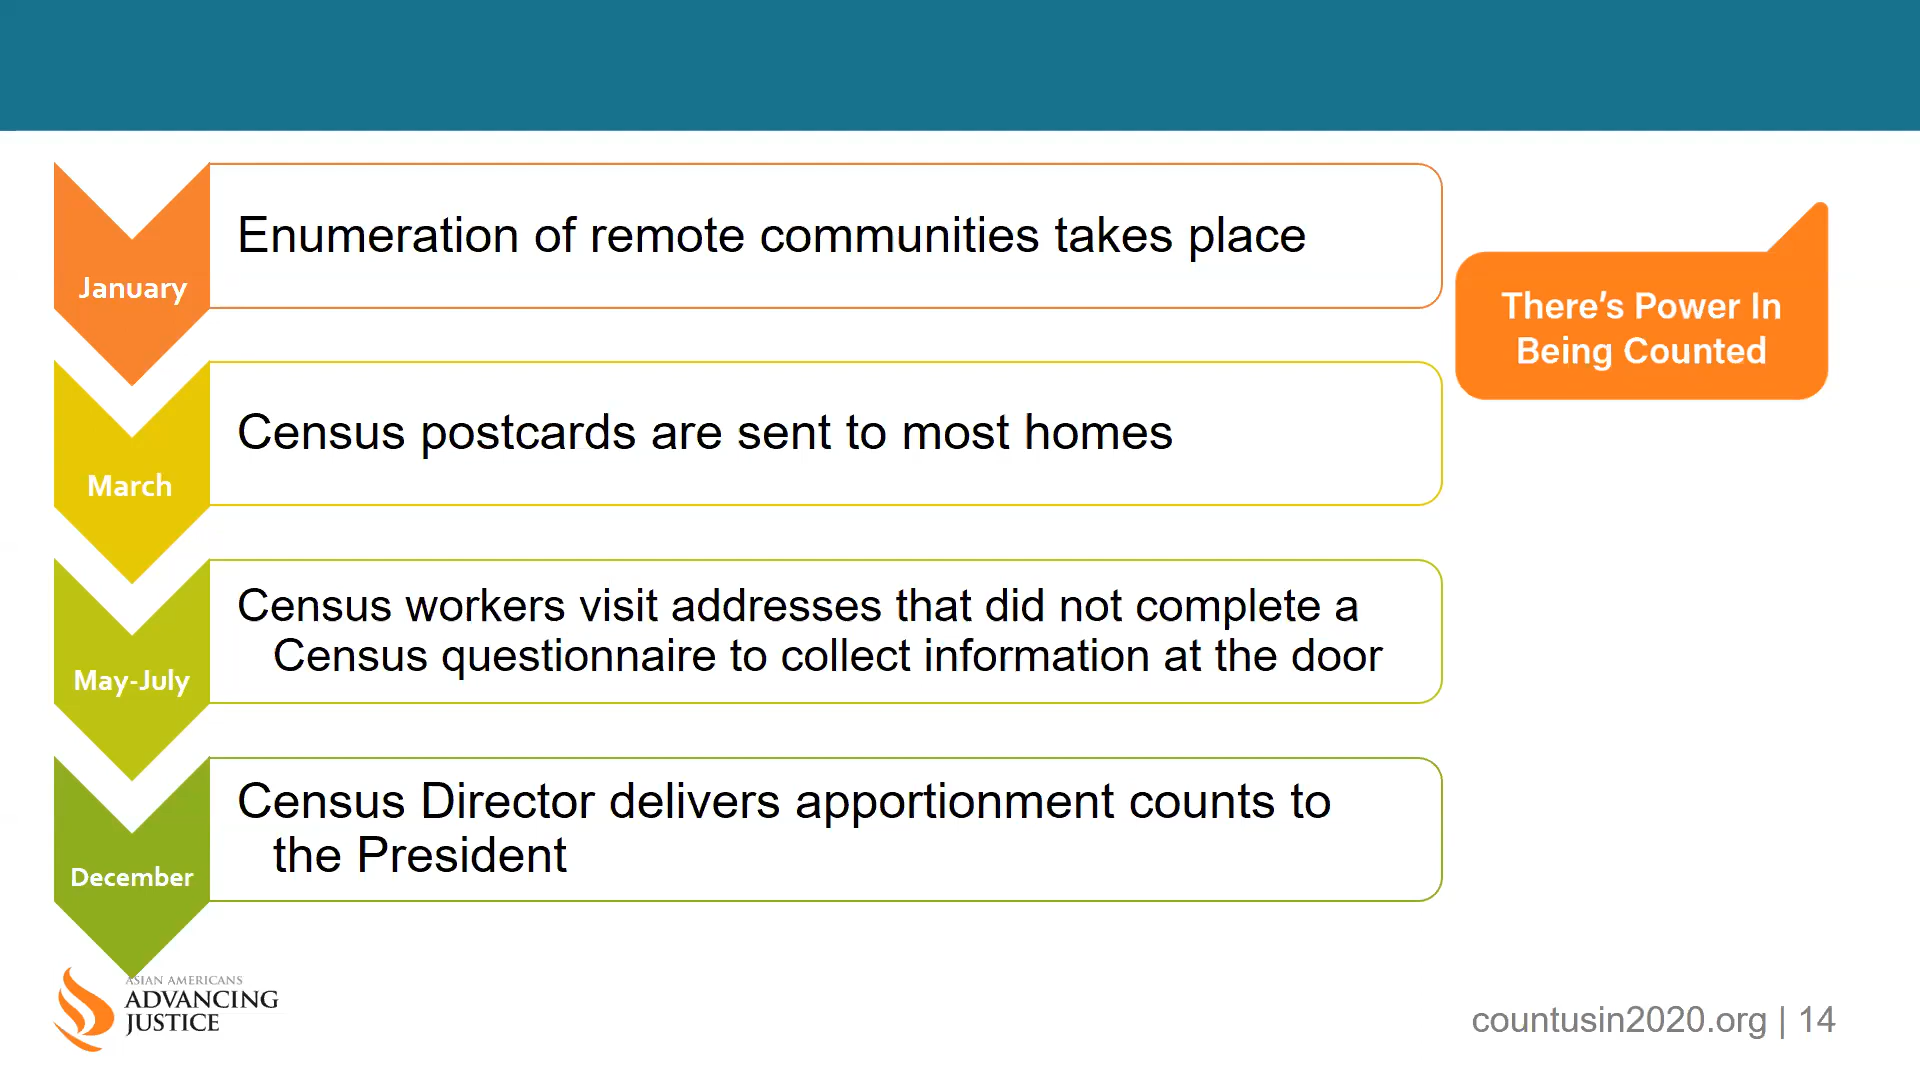 January
Enumeration of remote communities takes place
There's Power In
Being Counted
March
Census postcards are sent to most homes
May-July
Census workers visit addresses that did not complete a
Census questionnaire to collect information at the door
December
Census Director delivers apportionment counts to
the President
ASIAN AMERICANS
ADVANCING
JUSTICE
countusin2020.org | 14